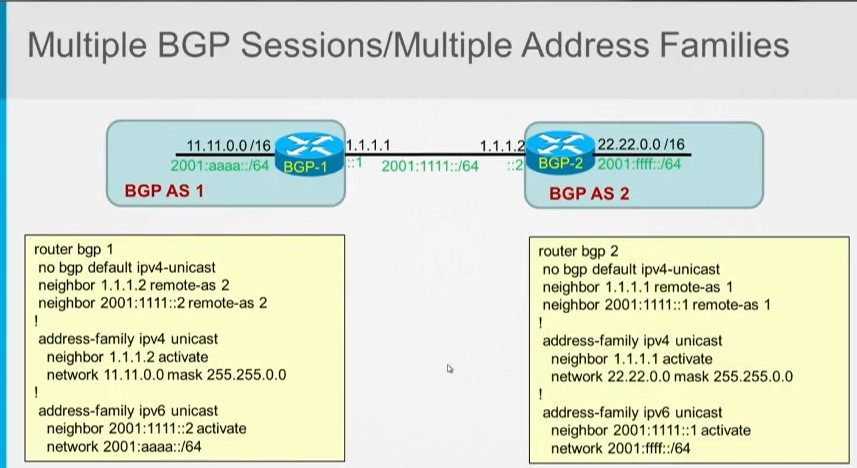 Multiple BGP Sessions/Multiple Address Families
11.11.0.0/16
1.1.1.1
1.1.1.2
22.22.0.0 /16
2001:aaaa::/64
BGP-1
::1
2001:1111::/64
::2
BGP-2
2001:ffff::/64
BGP AS 1
BGP AS 2
router bgp 1
no bgp default ipv4-unicast
neighbor 1.1.1.2 remote-as 2
neighbor 2001:1111::2 remote-as 2
!
address-family ipv4 unicast
neighbor 1.1.1.2 activate
network 11.11.0.0 mask 255.255.0.0
!
address-family ipv6 unicast
neighbor 2001:1111::2 activate
network 2001:aaaa::/64
router bgp 2
no bgp default ipv4-unicast
neighbor 1.1.1.1 remote-as 1
neighbor 2001:1111::1 remote-as 1
!
address-family ipv4 unicast
neighbor 1.1.1.1 activate
network 22.22.0.0 mask 255.255.0.0
!
address-family ipv6 unicast
neighbor 2001:1111::1 activate
network 2001:ffff::/64